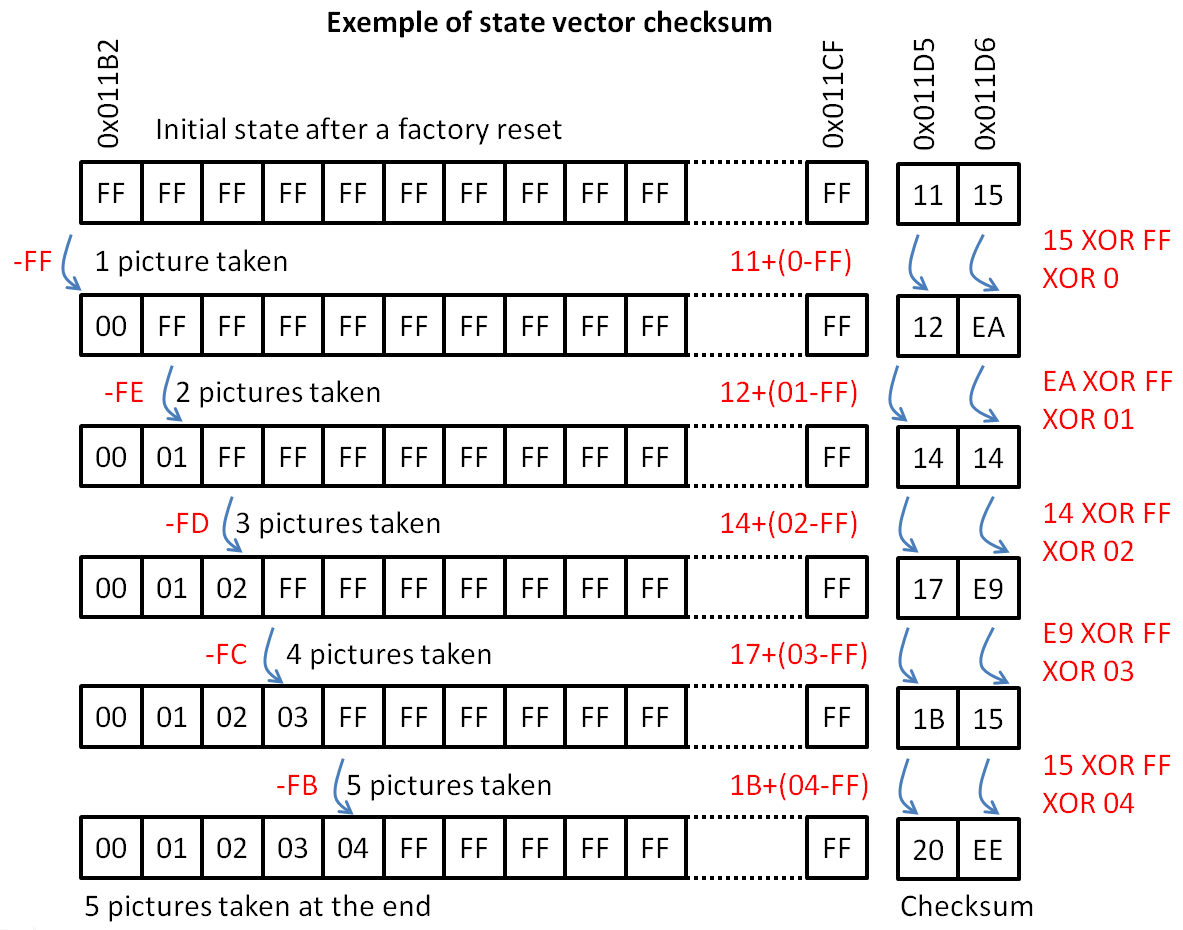 Exemple of state vector checksum
0x011B2
0x011CF
0x011D5
0x011D6
Initial state after a factory reset
FF FF FF FF FF FF FF FF FF FF FF 11 15
-FF 1 picture taken 11+(0-FF) 15 XOR FF
XOR 0
00 FF FF FF FF FF FF FF FF FF FF 12 EA
-FE 2 pictures taken 12+(01-FF) EA XOR FF
XOR 01
00 01 FF FF FF FF FF FF FF FF FF 14 14
-FD 3 pictures taken 14+(02-FF) 14 XOR FF
XOR 02
00 01 02 FF FF FF FF FF FF FF FF 17 E9
-FC 4 pictures taken 17+(03-FF) E9 XOR FF
XOR 03
00 01 02 03 FF FF FF FF FF FF FF 1B 15
-FB 5 pictures taken 1B+(04-FF) 15 XOR FF
XOR 04
00 01 02 03 04 FF FF FF FF FF FF 20 EE
5 pictures taken at the end Checksum